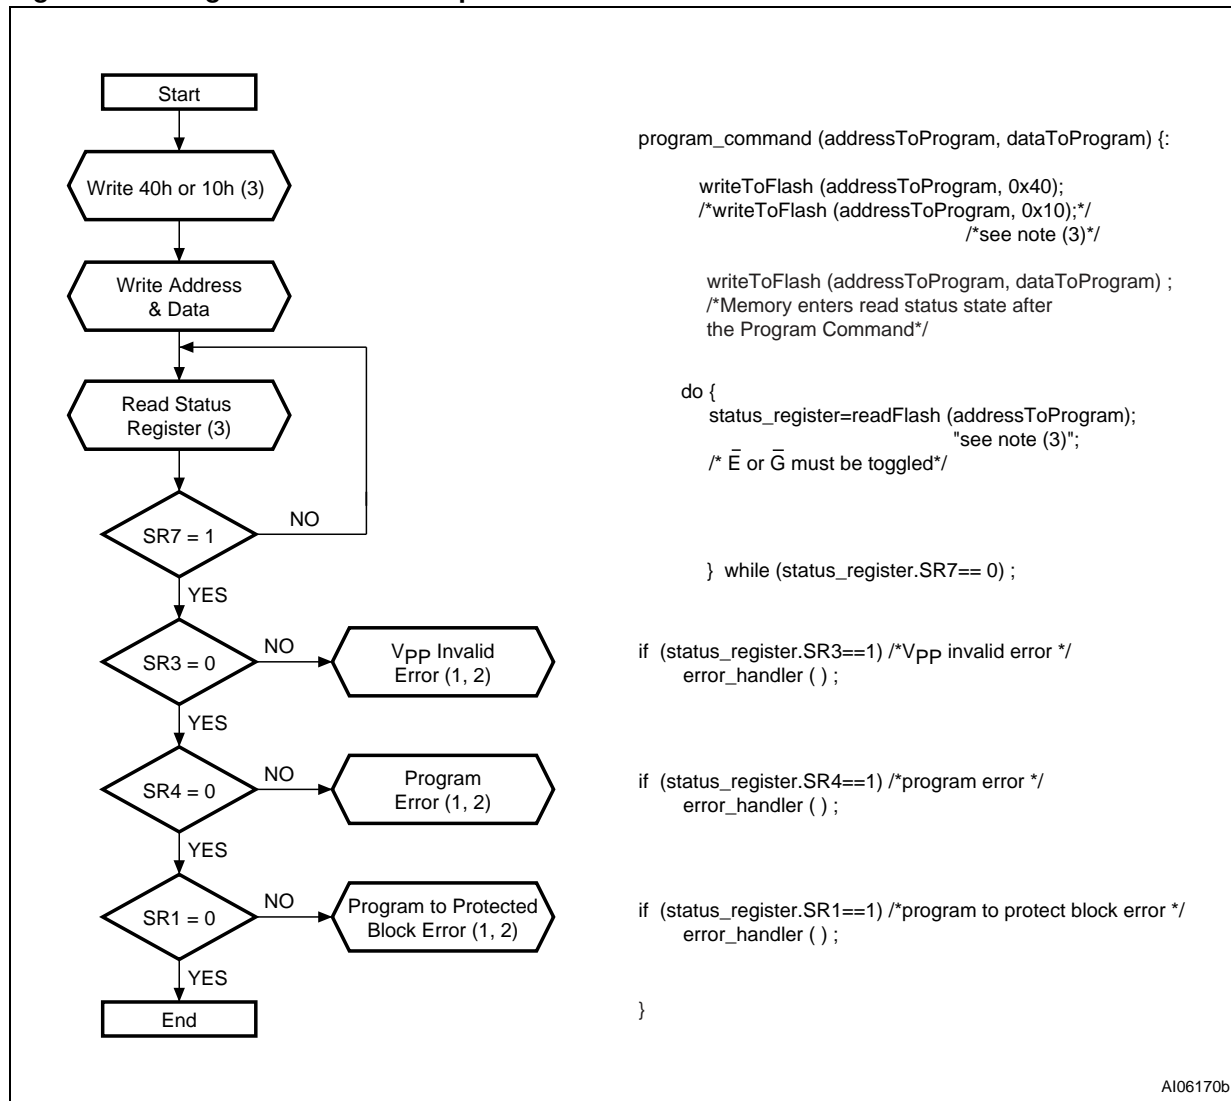 Start
Write 40h or 10h (3)
Write Address
& Data
Read Status
Register (3)
SR7 = 1
NO
YES
SR3 = 0
NO
VPP Invalid
Error (1, 2)
YES
SR4 = 0
NO
Program
Error (1, 2)
YES
SR1 = 0
NO
Program to Protected
Block Error (1, 2)
YES
End
program_command (addressToProgram, dataToProgram) {:
writeToFlash (addressToProgram, 0x40);
/*writeToFlash (addressToProgram, 0x10);*/
/*see note (3)*/
writeToFlash (addressToProgram, dataToProgram) ;
/*Memory enters read status state after
the Program Command*/
do {
status_register=readFlash (addressToProgram);
"see note (3)";
/* E̅ or G̅ must be toggled*/
} while (status_register.SR7== 0) ;
if (status_register.SR3==1) /*VPP invalid error */
error_handler ( ) ;
if (status_register.SR4==1) /*program error */
error_handler ( ) ;
if (status_register.SR1==1) /*program to protect block error */
error_handler ( ) ;
}
AI06170b